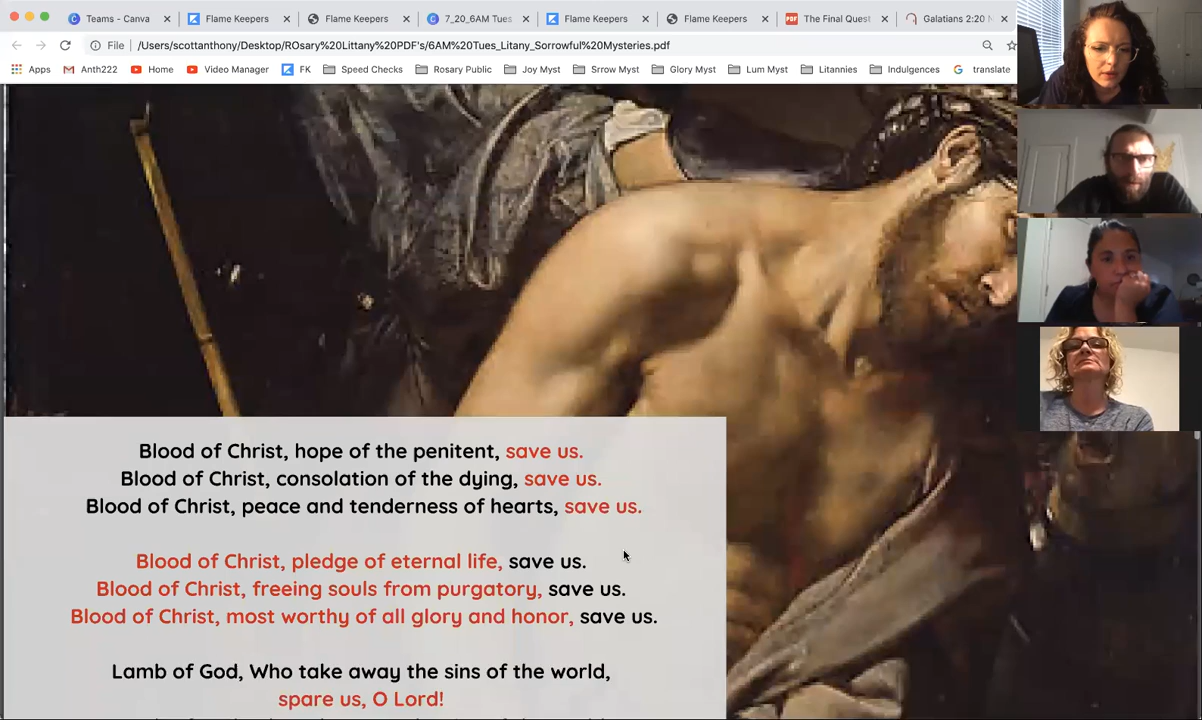 Teams - Canva
Flame Keepers
Flame Keepers
7_20_6AM Tues
Flame Keepers
Flame Keepers
PDF The Final Quest
Galatians 2:20
File /Users/scottanthony/Desktop/ROsary%20Littany%20PDF's/6AM%20Tues_Litany_Sorrowful%20Mysteries.pdf
Apps Anth222 Home Video Manager FK Speed Checks Rosary Public Joy Myst Srrow Myst Glory Myst Lum Myst Litannies Indulgences translate
Blood of Christ, hope of the penitent, save us.
Blood of Christ, consolation of the dying, save us.
Blood of Christ, peace and tenderness of hearts, save us.
Blood of Christ, pledge of eternal life, save us.
Blood of Christ, freeing souls from purgatory, save us.
Blood of Christ, most worthy of all glory and honor, save us.
Lamb of God, Who take away the sins of the world,
spare us, O Lord!